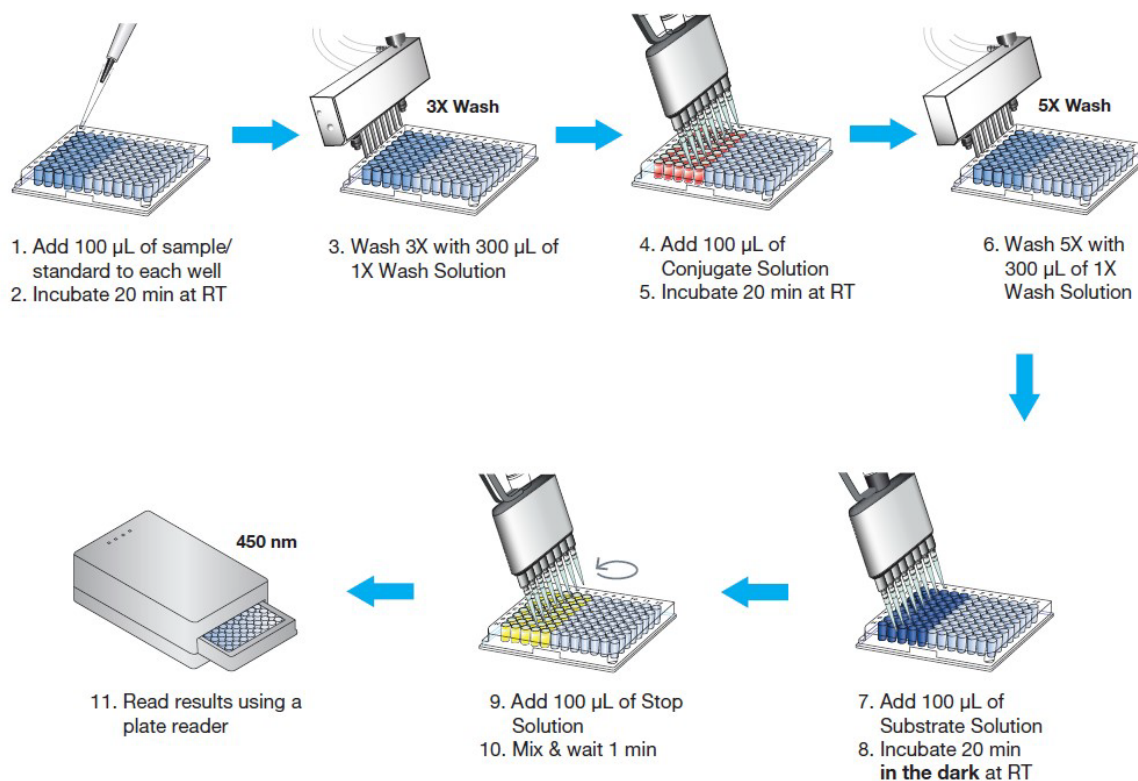 3X Wash
5X Wash
1. Add 100 µL of sample/
standard to each well
2. Incubate 20 min at RT
3. Wash 3X with 300 µL of
1X Wash Solution
4. Add 100 µL of
Conjugate Solution
5. Incubate 20 min at RT
6. Wash 5X with
300 µL of 1X
Wash Solution
450 nm
11. Read results using a
plate reader
9. Add 100 µL of Stop
Solution
10. Mix & wait 1 min
7. Add 100 µL of
Substrate Solution
8. Incubate 20 min
in the dark at RT